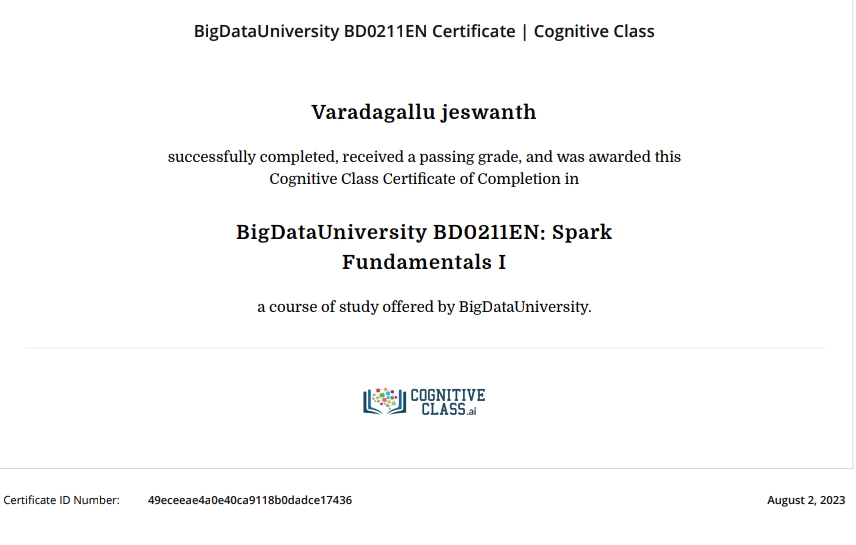 BigDataUniversity BD0211EN Certificate | Cognitive Class
Varadagallu jeswanth
successfully completed, received a passing grade, and was awarded this
Cognitive Class Certificate of Completion in
BigDataUniversity BD0211EN: Spark
Fundamentals I
a course of study offered by BigDataUniversity.
COGNITIVE
CLASS.ai
Certificate ID Number: 49eceeae4a0e40ca9118b0dadce17436 August 2, 2023